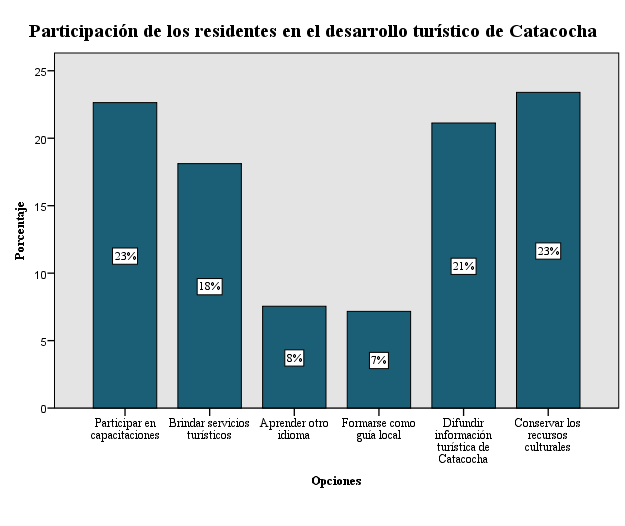 Participación de los residentes en el desarrollo turístico de Catacocha
Porcentaje
25
20
15
10
5
0
23%
18%
8%
7%
21%
23%
Participar en
capacitaciones
Brindar servicios
turísticos
Aprender otro
idioma
Formarse como
guía local
Difundir
información
turística de
Catacocha
Conservar los
recursos
culturales
Opciones